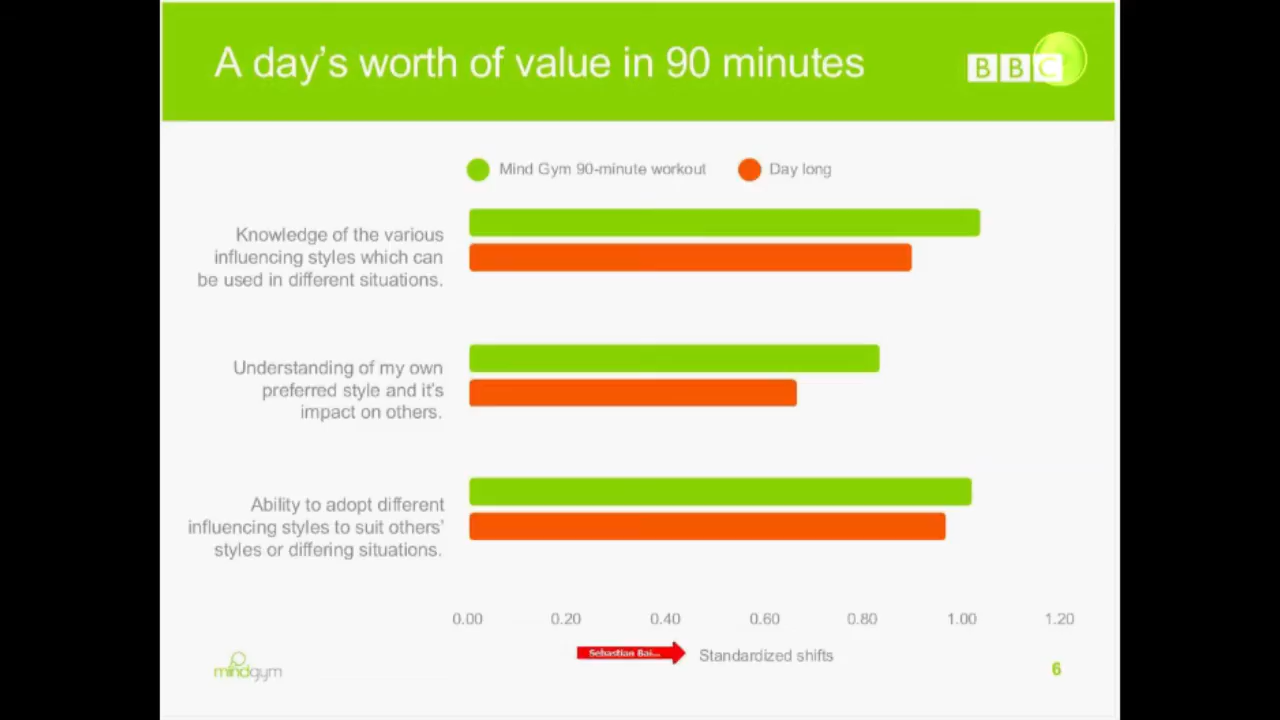 A day's worth of value in 90 minutes
BBC
Mind Gym 90-minute workout
Day long
Knowledge of the various
influencing styles which can
be used in different situations.
Understanding of my own
preferred style and it's
impact on others.
Ability to adopt different
influencing styles to suit others'
styles or differing situations.
0.00 0.20 0.40 0.60 0.80 1.00 1.20
Sebastian Bai...
Standardized shifts
mindgym
6